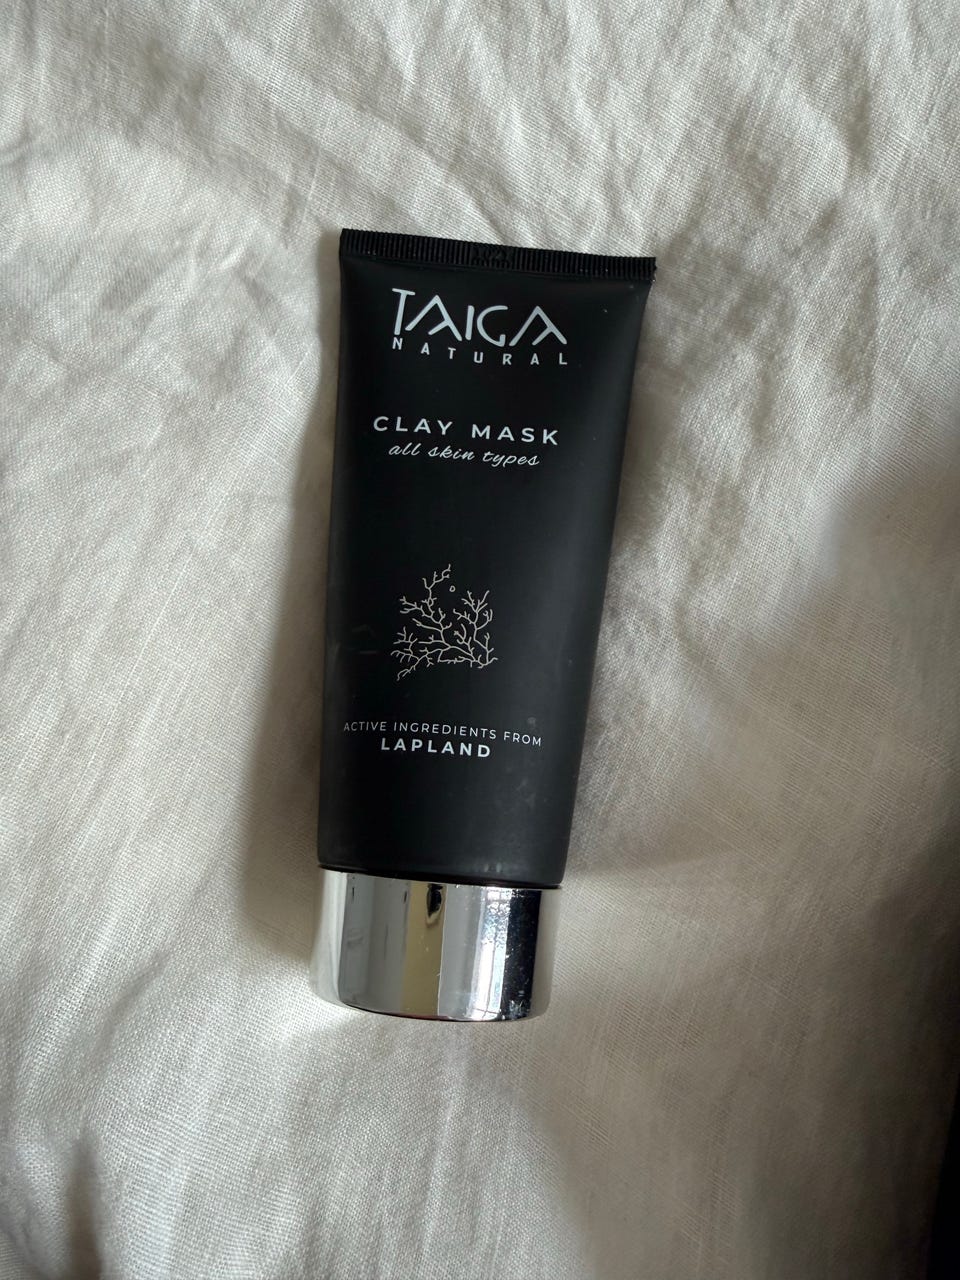 TAIGA
NATURAL
CLAY MASK
all skin types
ACTIVE INGREDIENTS FROM
LAPLAND